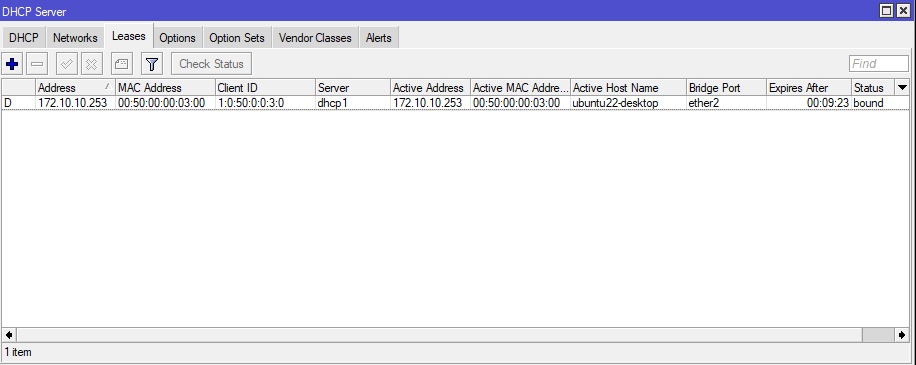 DHCP Server
DHCP Networks Leases Options Option Sets Vendor Classes Alerts
Check Status Find
Address MAC Address Client ID Server Active Address Active MAC Addre... Active Host Name Bridge Port Expires After Status
D 172.10.10.253 00:50:00:00:03:00 1:0:50:0:0:3:0 dhcp1 172.10.10.253 00:50:00:00:03:00 ubuntu22-desktop ether2 00:09:23 bound
1 item